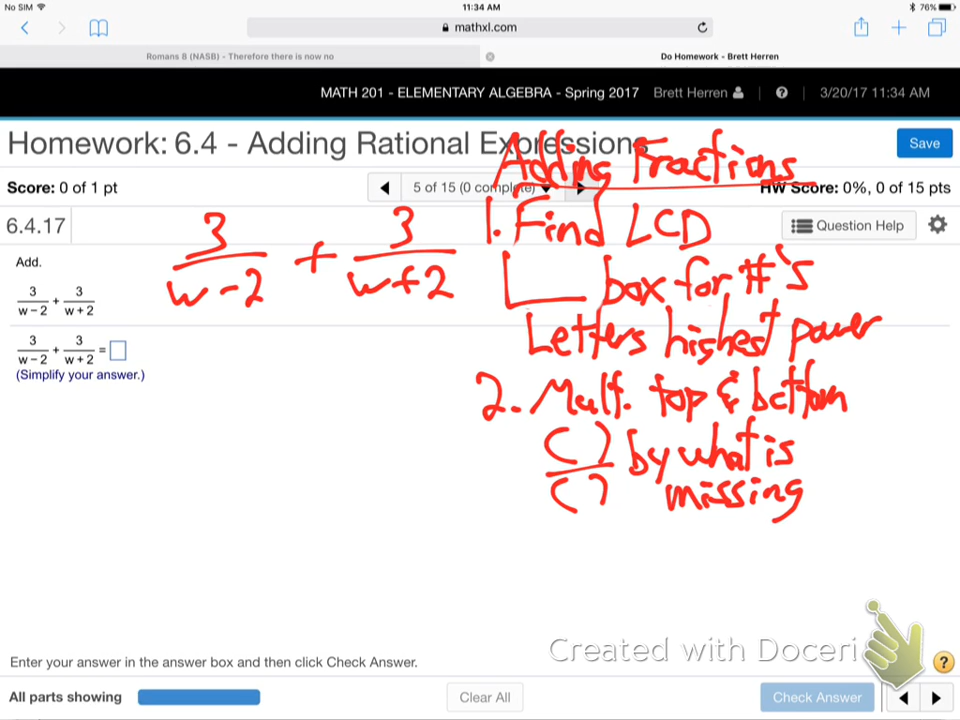 No SIM 11:34 AM 76%
mathxl.com
Romans 8 (NASB) - Therefore there is now no Do Homework - Brett Herren
MATH 201 - ELEMENTARY ALGEBRA - Spring 2017 Brett Herren | ? | 3/20/17 11:34 AM
Homework: 6.4 - Adding Rational Expressions Save
Adding Fractions
Score: 0 of 1 pt 5 of 15 (0 complete) HW Score: 0%, 0 of 15 pts
6.4.17 Question Help
1. Find LCD
3/(w-2) + 3/(w+2)
box for #'s
Letters highest power
2. Mult. top & bottom
( )/( ) by what is
missing
Add.
3/(w − 2) + 3/(w + 2)
3/(w − 2) + 3/(w + 2) =
(Simplify your answer.)
Created with Doceri
Enter your answer in the answer box and then click Check Answer. ?
All parts showing Clear All Check Answer